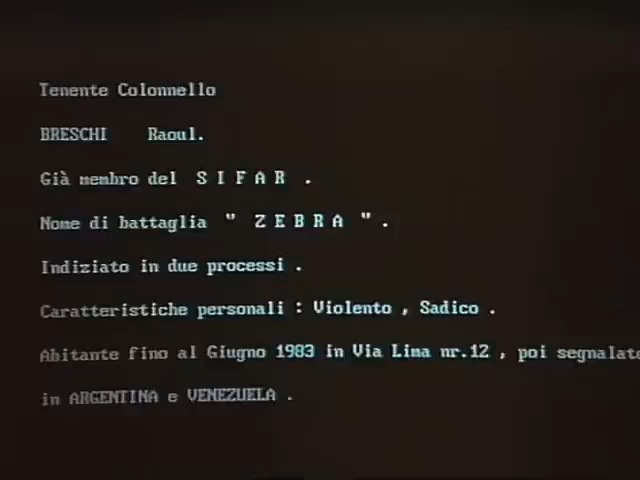 Tenente Colonnello
BRESCHI Raoul.
Già membro del S I F A R .
Nome di battaglia " Z E B R A " .
Indiziato in due processi .
Caratteristiche personali : Violento , Sadico .
Abitante fino al Giugno 1983 in Via Lima nr.12 , poi segnalato
in ARGENTINA e VENEZUELA .